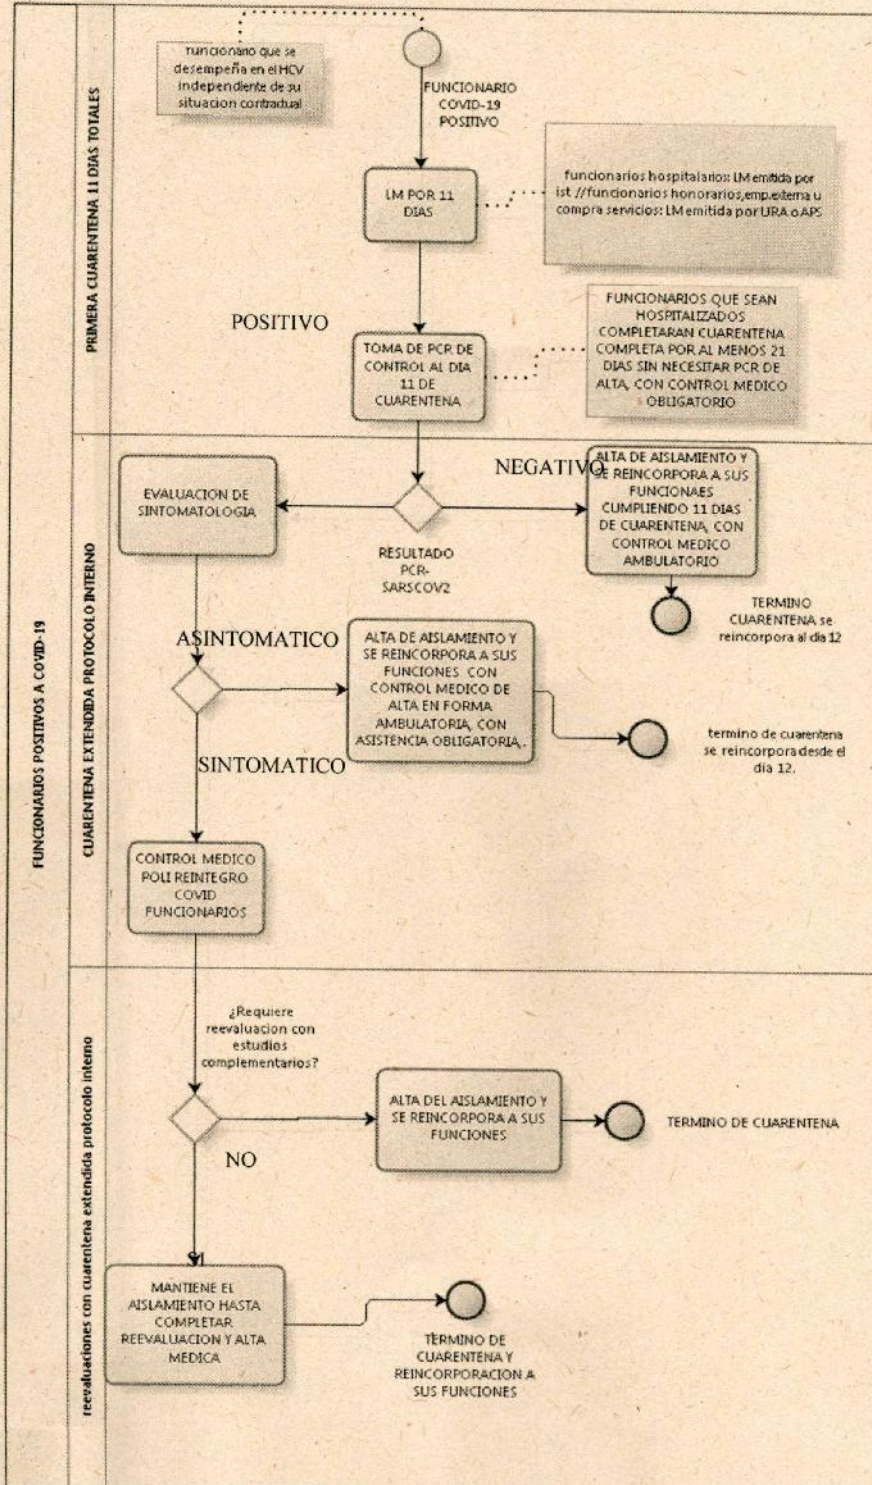 FUNCIONARIOS POSITIVOS A COVID-19
PRIMERA CUARENTENA 11 DIAS TOTALES
funcionario que se
desempeña en el HCV
independiente de su
situacion contradual
FUNCIONARIO
COVID-19
POSITIVO
LM POR 11
DIAS
funcionarios hospitalarios: LM emitida por
ist //funcionarios honorarios,emp.externa u
compra servicios: LM emitida por URA o APS
POSITIVO
TOMA DE PCR DE
CONTROL AL DIA
11 DE
CUARENTENA
FUNCIONARIOS QUE SEAN
HOSPITALIZADOS
COMPLETARAN CUARENTENA
COMPLETA POR AL MENOS 21
DIAS SIN NECESITAR PCR DE
ALTA, CON CONTROL MEDICO
OBLIGATORIO
CUARENTENA EXTENDIDA PROTOCOLO INTERNO
EVALUACION DE
SINTOMATOLOGIA
RESULTADO
PCR-
SARSCOV2
NEGATIVO
ALTA DE AISLAMIENTO Y
SE REINCORPORA A SUS
FUNCIONAES
CUMPLIENDO 11 DIAS
DE CUARENTENA, CON
CONTROL MEDICO
AMBULATORIO
TERMINO
CUARENTENA se
reincorpora al dia 12
ASINTOMATICO
ALTA DE AISLAMIENTO Y
SE REINCORPORA A SUS
FUNCIONES CON
CONTROL MEDICO DE
ALTA EN FORMA
AMBULATORIA, CON
ASISTENCIA OBLIGATORIA,.
termino de cuarentena
se reincorpora desde el
dia 12.
SINTOMATICO
CONTROL MEDICO
POLI REINTEGRO
COVID
FUNCIONARIOS
reevaluaciones con cuarentena extendida protocolo interno
¿Requiere
reevaluacion con
estudios
complementarios?
NO
ALTA DEL AISLAMIENTO Y
SE REINCORPORA A SUS
FUNCIONES
TERMINO DE CUARENTENA
SI
MANTIENE EL
AISLAMIENTO HASTA
COMPLETAR
REEVALUACION Y ALTA
MEDICA
TERMINO DE
CUARENTENA Y
REINCORPORACION A
SUS FUNCIONES